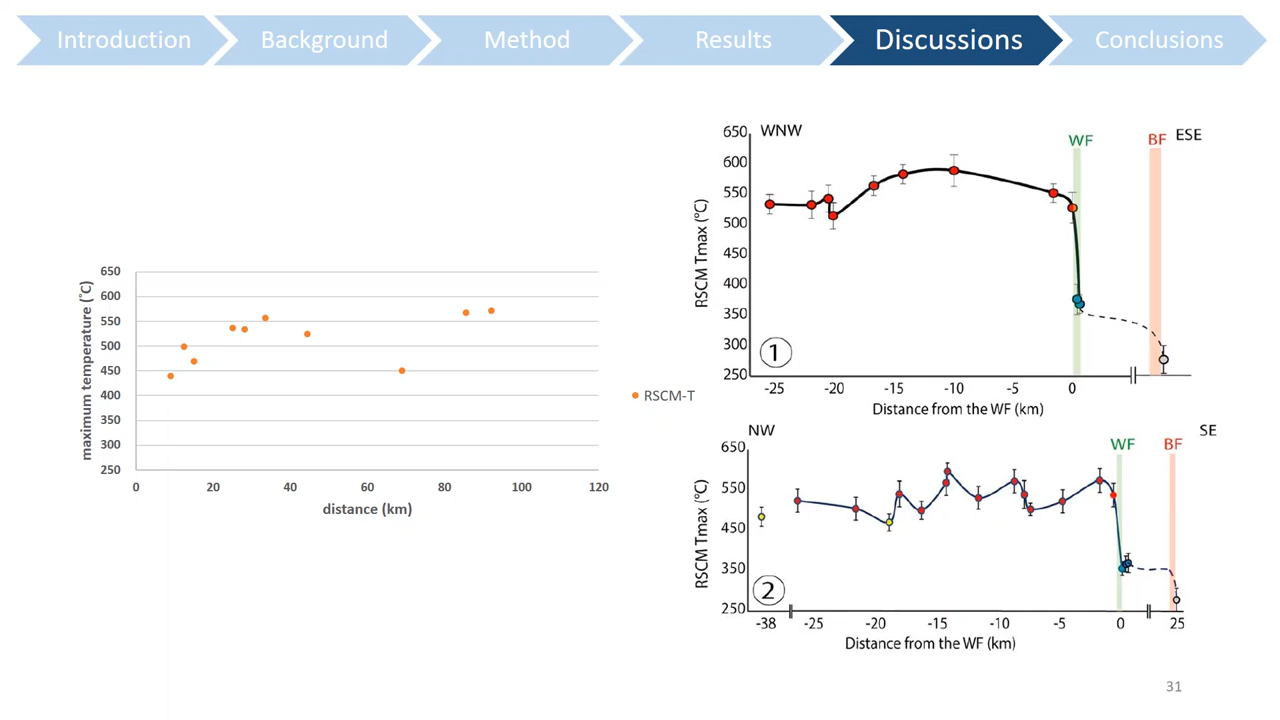 Introduction
Background
Method
Results
Discussions
Conclusions
650
600
550
500
450
400
350
300
250
maximum temperature (˚C)
0 20 40 60 80 100 120
distance (km)
RSCM-T
WNW
WF
BF
ESE
650
600
550
500
450
400
350
300
250
RSCM Tmax (°C)
1
-25 -20 -15 -10 -5 0
Distance from the WF (km)
NW
WF
BF
SE
650
550
450
350
250
RSCM Tmax (°C)
2
-38 -25 -20 -15 -10 -5 0 25
Distance from the WF (km)
31